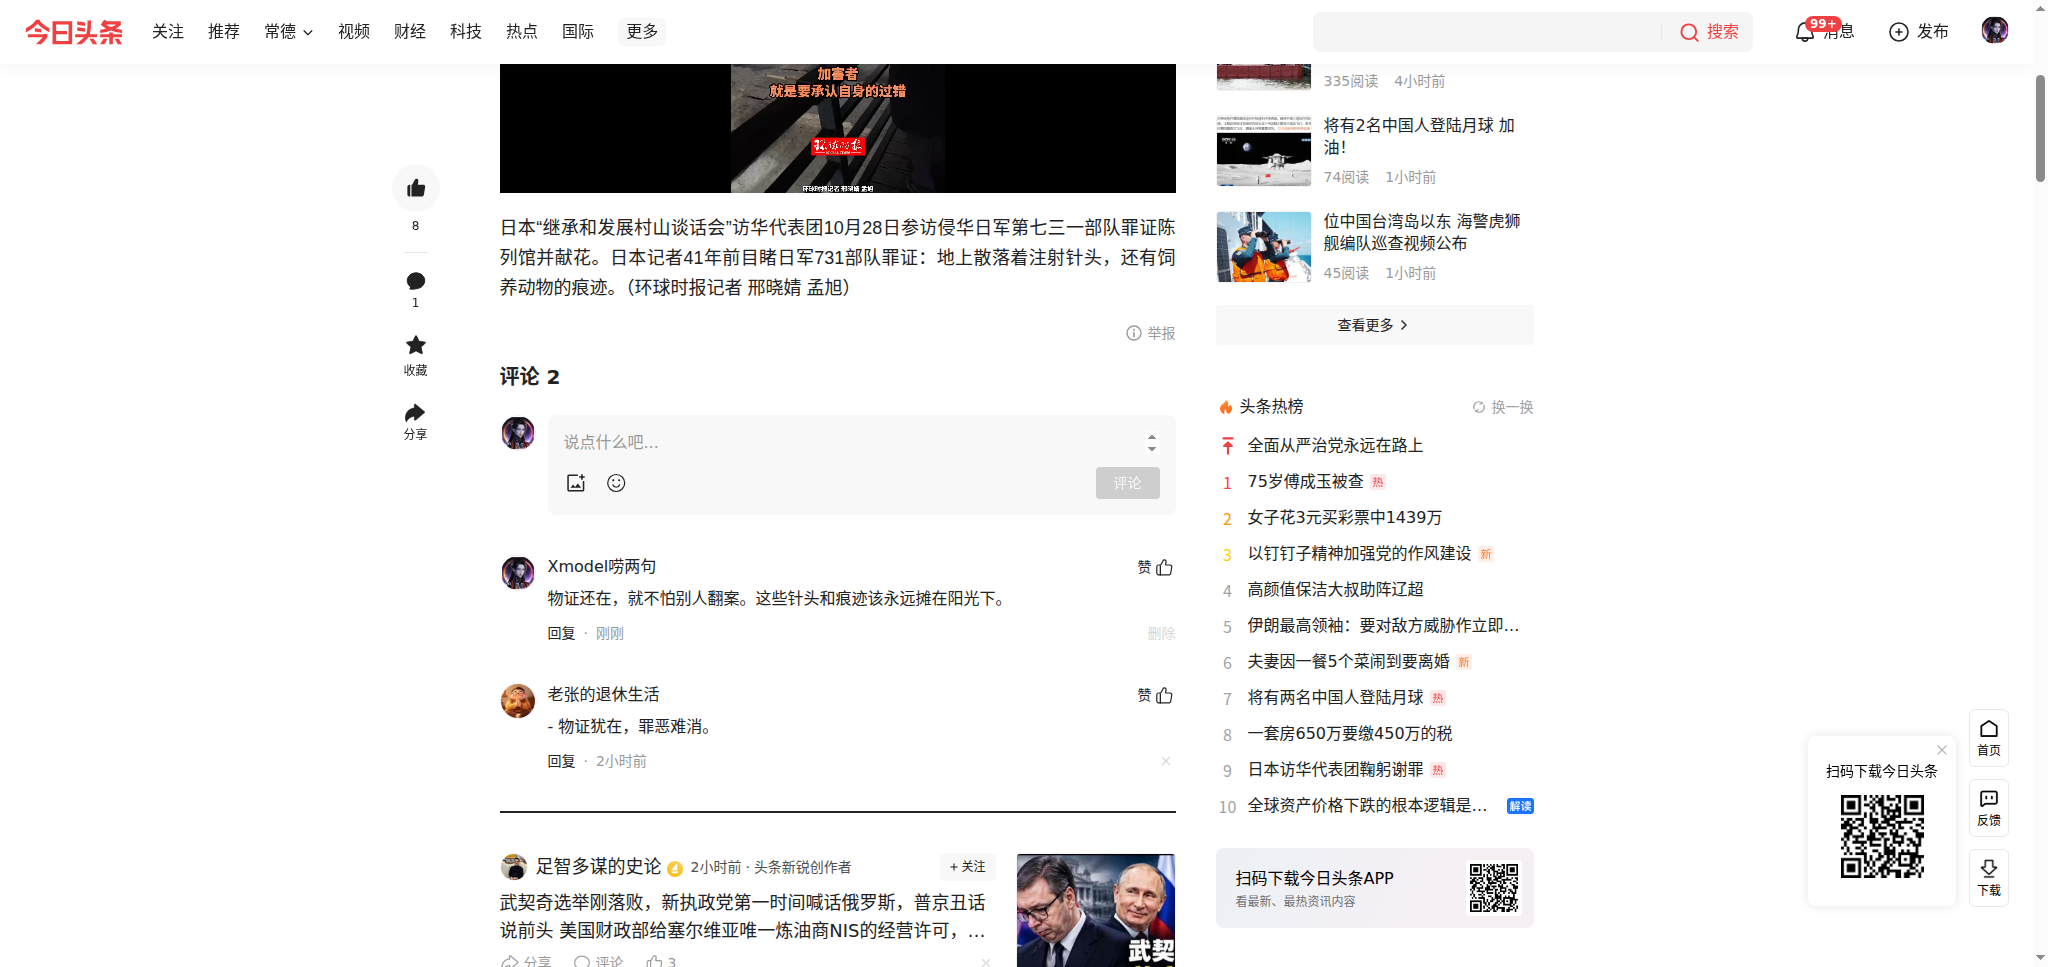 今日头条
关注
推荐
常德
视频
财经
科技
热点
国际
更多
搜索
99+
消息
发布
加害者
就是要承认自身的过错
环球时报
环球时报记者 邢晓婧 孟旭
8
1
收藏
分享
日本“继承和发展村山谈话会”访华代表团10月28日参访侵华日军第七三一部队罪证陈
列馆并献花。日本记者41年前目睹日军731部队罪证：地上散落着注射针头，还有饲
养动物的痕迹。（环球时报记者 邢晓婧 孟旭）
举报
评论 2
说点什么吧...
评论
Xmodel唠两句
赞
物证还在，就不怕别人翻案。这些针头和痕迹该永远摊在阳光下。
回复 · 刚刚
删除
老张的退休生活
赞
- 物证犹在，罪恶难消。
回复 · 2小时前
足智多谋的史论
2小时前 · 头条新锐创作者
+ 关注
武契奇选举刚落败，新执政党第一时间喊话俄罗斯，普京丑话
说前头 美国财政部给塞尔维亚唯一炼油商NIS的经营许可，...
分享
评论
3
武契
335阅读 4小时前
将有2名中国人登陆月球 加
油！
74阅读 1小时前
位中国台湾岛以东 海警虎狮
舰编队巡查视频公布
45阅读 1小时前
查看更多
头条热榜
换一换
全面从严治党永远在路上
1 75岁傅成玉被查 热
2 女子花3元买彩票中1439万
3 以钉钉子精神加强党的作风建设 新
4 高颜值保洁大叔助阵辽超
5 伊朗最高领袖：要对敌方威胁作立即...
6 夫妻因一餐5个菜闹到要离婚 新
7 将有两名中国人登陆月球 热
8 一套房650万要缴450万的税
9 日本访华代表团鞠躬谢罪 热
10 全球资产价格下跌的根本逻辑是... 解读
扫码下载今日头条APP
看最新、最热资讯内容
扫码下载今日头条
首页
反馈
下载